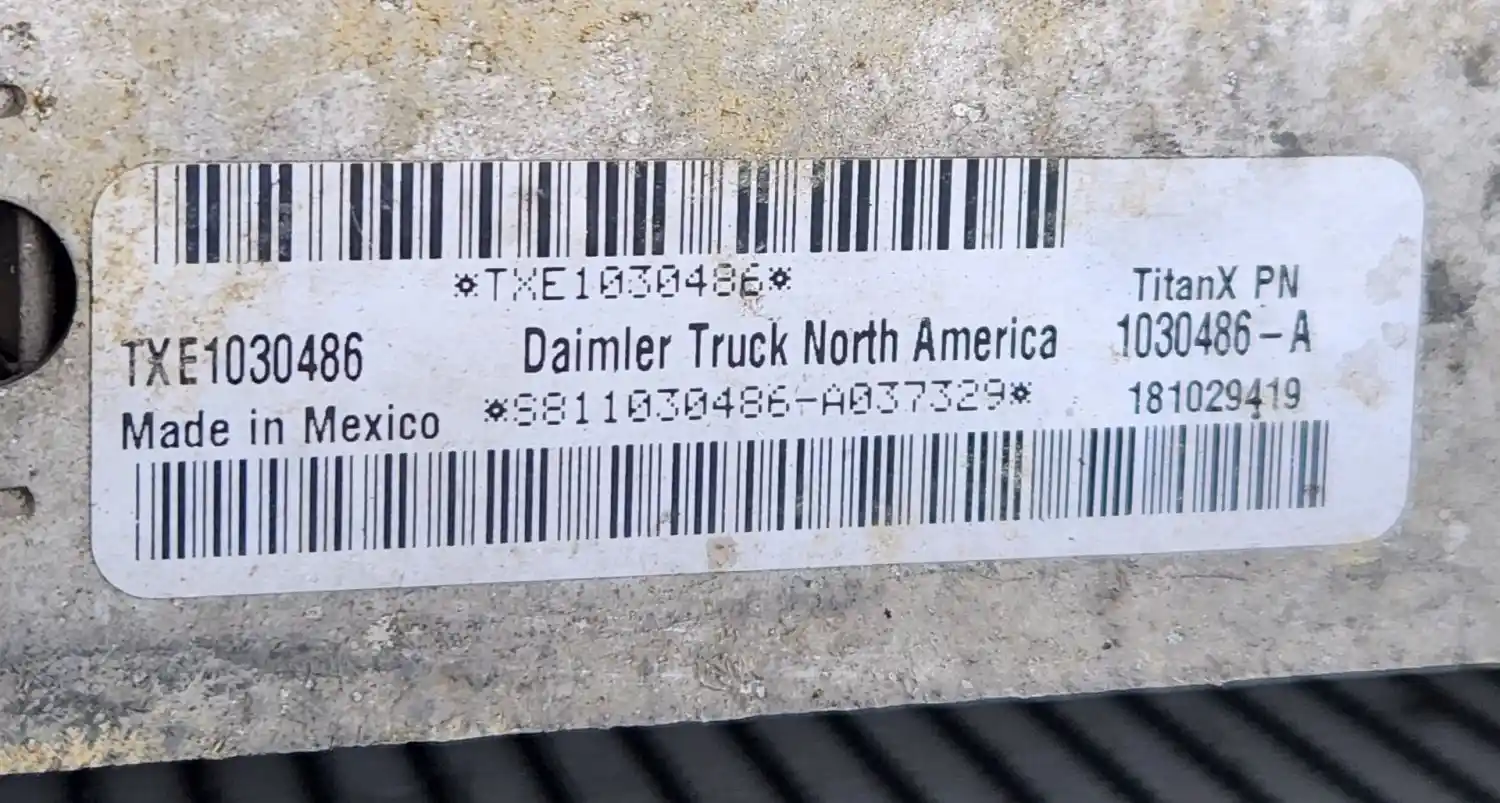 *TXE1030486*
TitanX PN
TXE1030486
Daimler Truck North America
1030486-A
Made in Mexico
*S811030486-A037329*
181029419